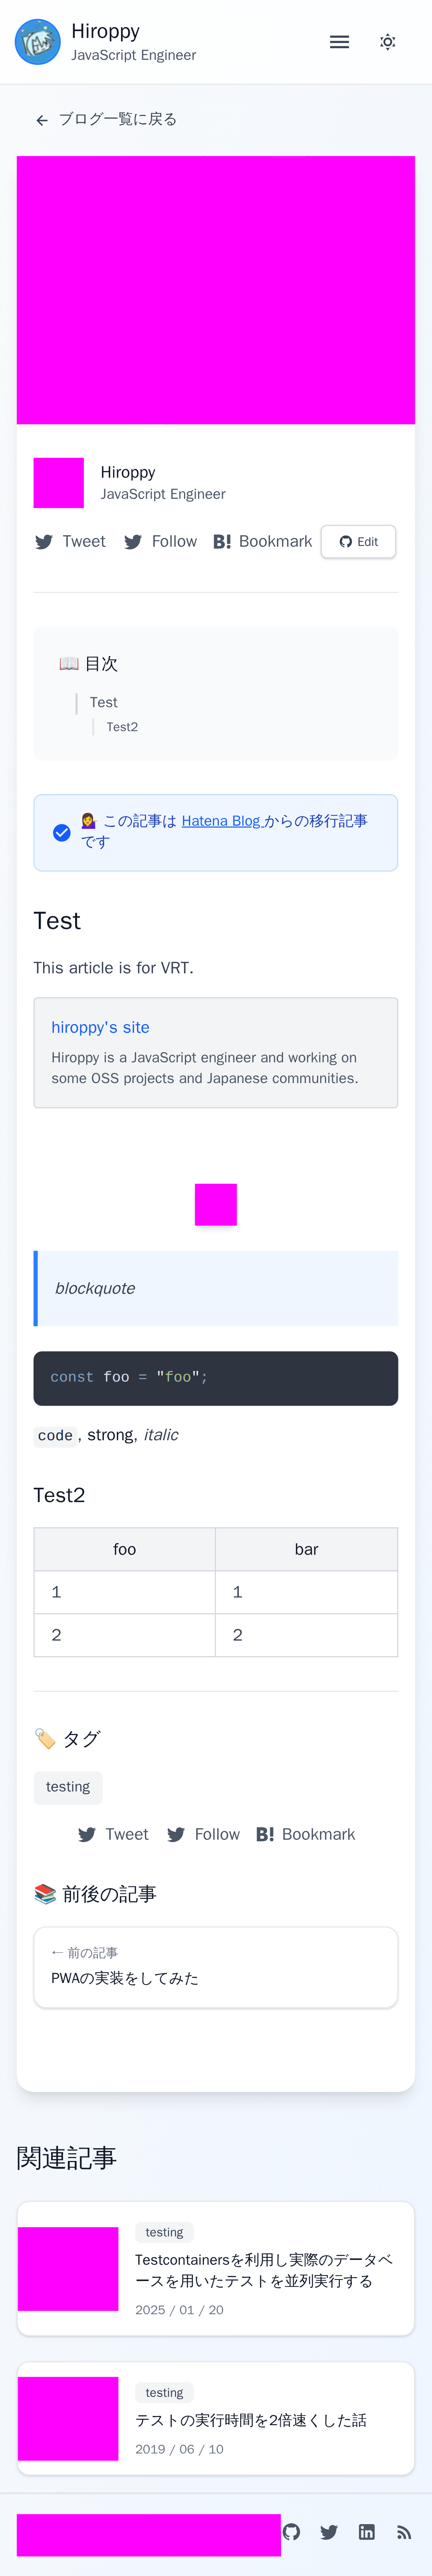 Hiroppy
JavaScript Engineer
ブログ一覧に戻る
Hiroppy
JavaScript Engineer
Tweet Follow B! Bookmark Edit
📖 目次
Test
Test2
💁‍♀️ この記事は Hatena Blog からの移行記事
です
Test
This article is for VRT.
hiroppy's site
Hiroppy is a JavaScript engineer and working on
some OSS projects and Japanese communities.
blockquote
const foo = "foo";
code, strong, italic
Test2
foo bar
1 1
2 2
🏷️ タグ
testing
Tweet Follow B! Bookmark
📚 前後の記事
← 前の記事
PWAの実装をしてみた
関連記事
testing
Testcontainersを利用し実際のデータベ
ースを用いたテストを並列実行する
2025 / 01 / 20
testing
テストの実行時間を2倍速くした話
2019 / 06 / 10